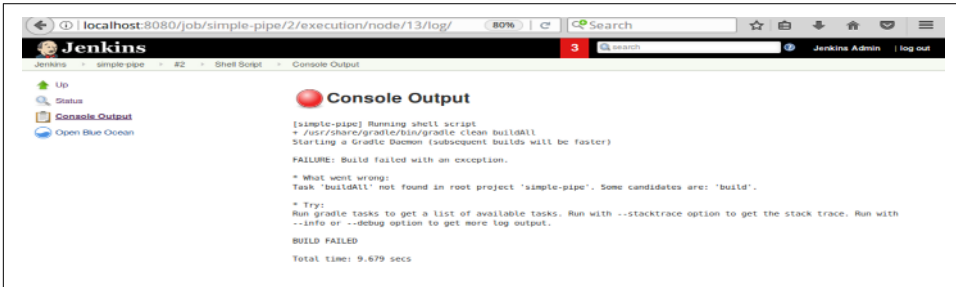 localhost:8080/job/simple-pipe/2/execution/node/13/log/ 80% Search
Jenkins 3 search Jenkins Admin | log out
Jenkins simple-pipe #2 Shell Script Console Output
Up
Status
Console Output
Open Blue Ocean
Console Output
[simple-pipe] Running shell script
+ /usr/share/gradle/bin/gradle clean buildAll
Starting a Gradle Daemon (subsequent builds will be faster)
FAILURE: Build failed with an exception.
* What went wrong:
Task 'buildAll' not found in root project 'simple-pipe'. Some candidates are: 'build'.
* Try:
Run gradle tasks to get a list of available tasks. Run with --stacktrace option to get the stack trace. Run with
--info or --debug option to get more log output.
BUILD FAILED
Total time: 9.679 secs